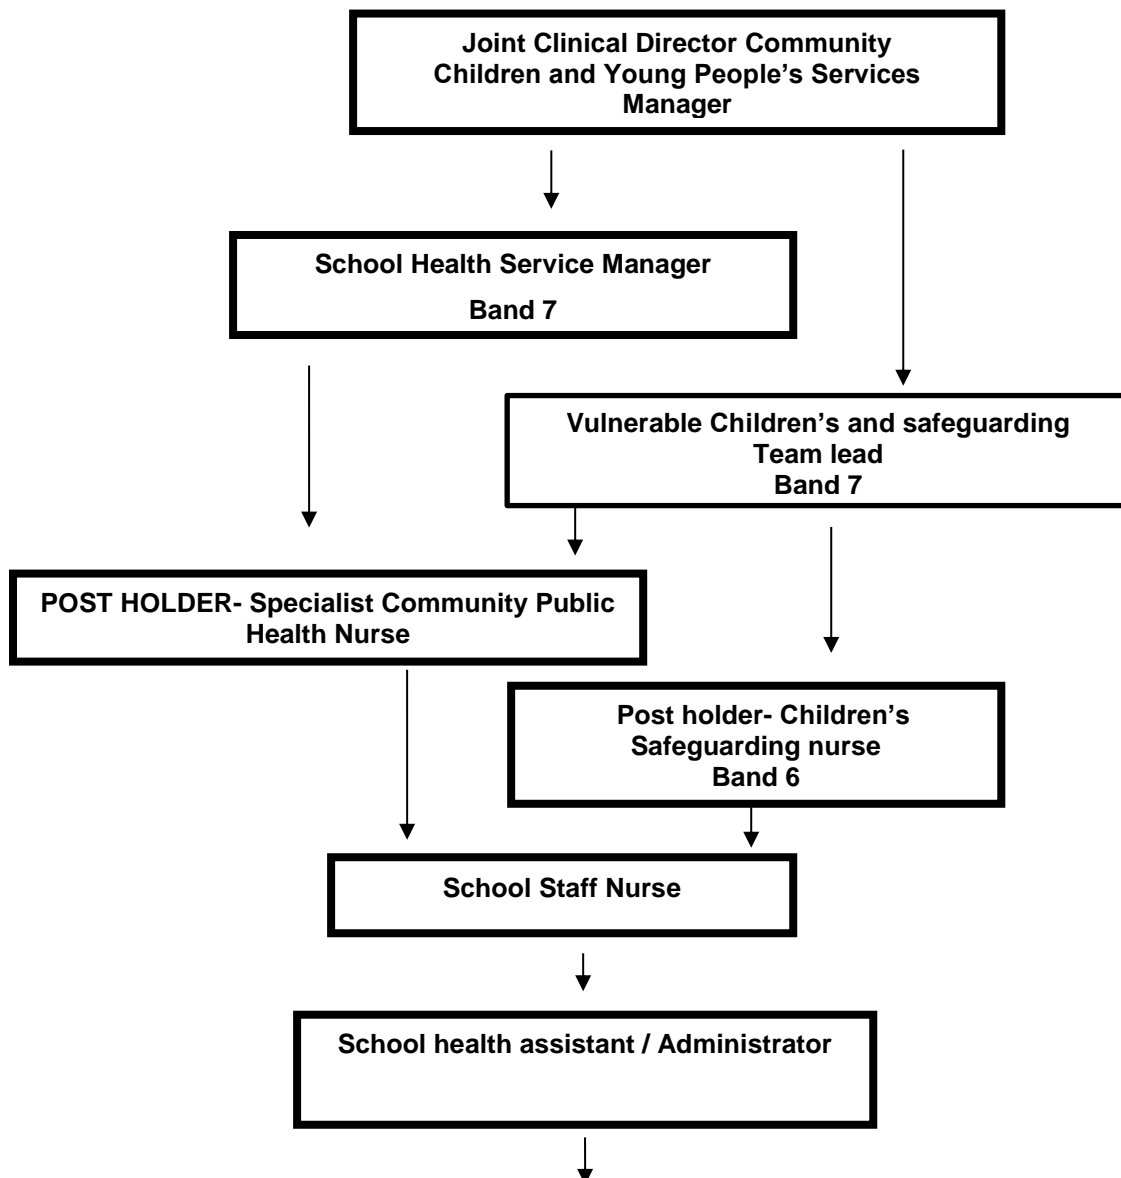 Joint Clinical Director Community
Children and Young People’s Services
Manager
School Health Service Manager
Band 7
Vulnerable Children’s and safeguarding
Team lead
Band 7
POST HOLDER- Specialist Community Public
Health Nurse
Post holder- Children’s
Safeguarding nurse
Band 6
School Staff Nurse
School health assistant / Administrator